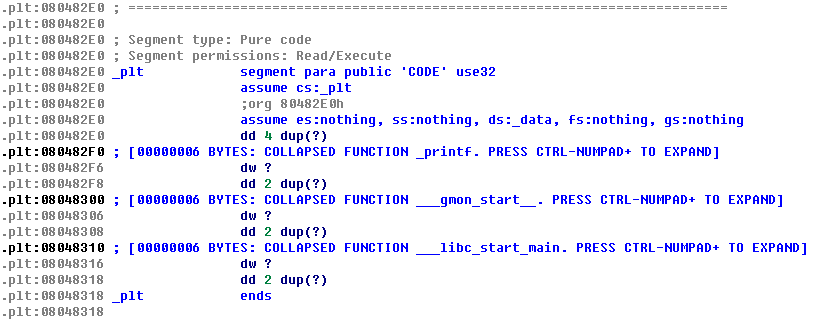 .plt:080482E0 ; ===========================================================================
.plt:080482E0
.plt:080482E0 ; Segment type: Pure code
.plt:080482E0 ; Segment permissions: Read/Execute
.plt:080482E0 _plt segment para public 'CODE' use32
.plt:080482E0 assume cs:_plt
.plt:080482E0 ;org 80482E0h
.plt:080482E0 assume es:nothing, ss:nothing, ds:_data, fs:nothing, gs:nothing
.plt:080482E0 dd 4 dup(?)
.plt:080482F0 ; [00000006 BYTES: COLLAPSED FUNCTION _printf. PRESS CTRL-NUMPAD+ TO EXPAND]
.plt:080482F6 dw ?
.plt:080482F8 dd 2 dup(?)
.plt:08048300 ; [00000006 BYTES: COLLAPSED FUNCTION ___gmon_start__. PRESS CTRL-NUMPAD+ TO EXPAND]
.plt:08048306 dw ?
.plt:08048308 dd 2 dup(?)
.plt:08048310 ; [00000006 BYTES: COLLAPSED FUNCTION ___libc_start_main. PRESS CTRL-NUMPAD+ TO EXPAND]
.plt:08048316 dw ?
.plt:08048318 dd 2 dup(?)
.plt:08048318 _plt ends
.plt:08048318